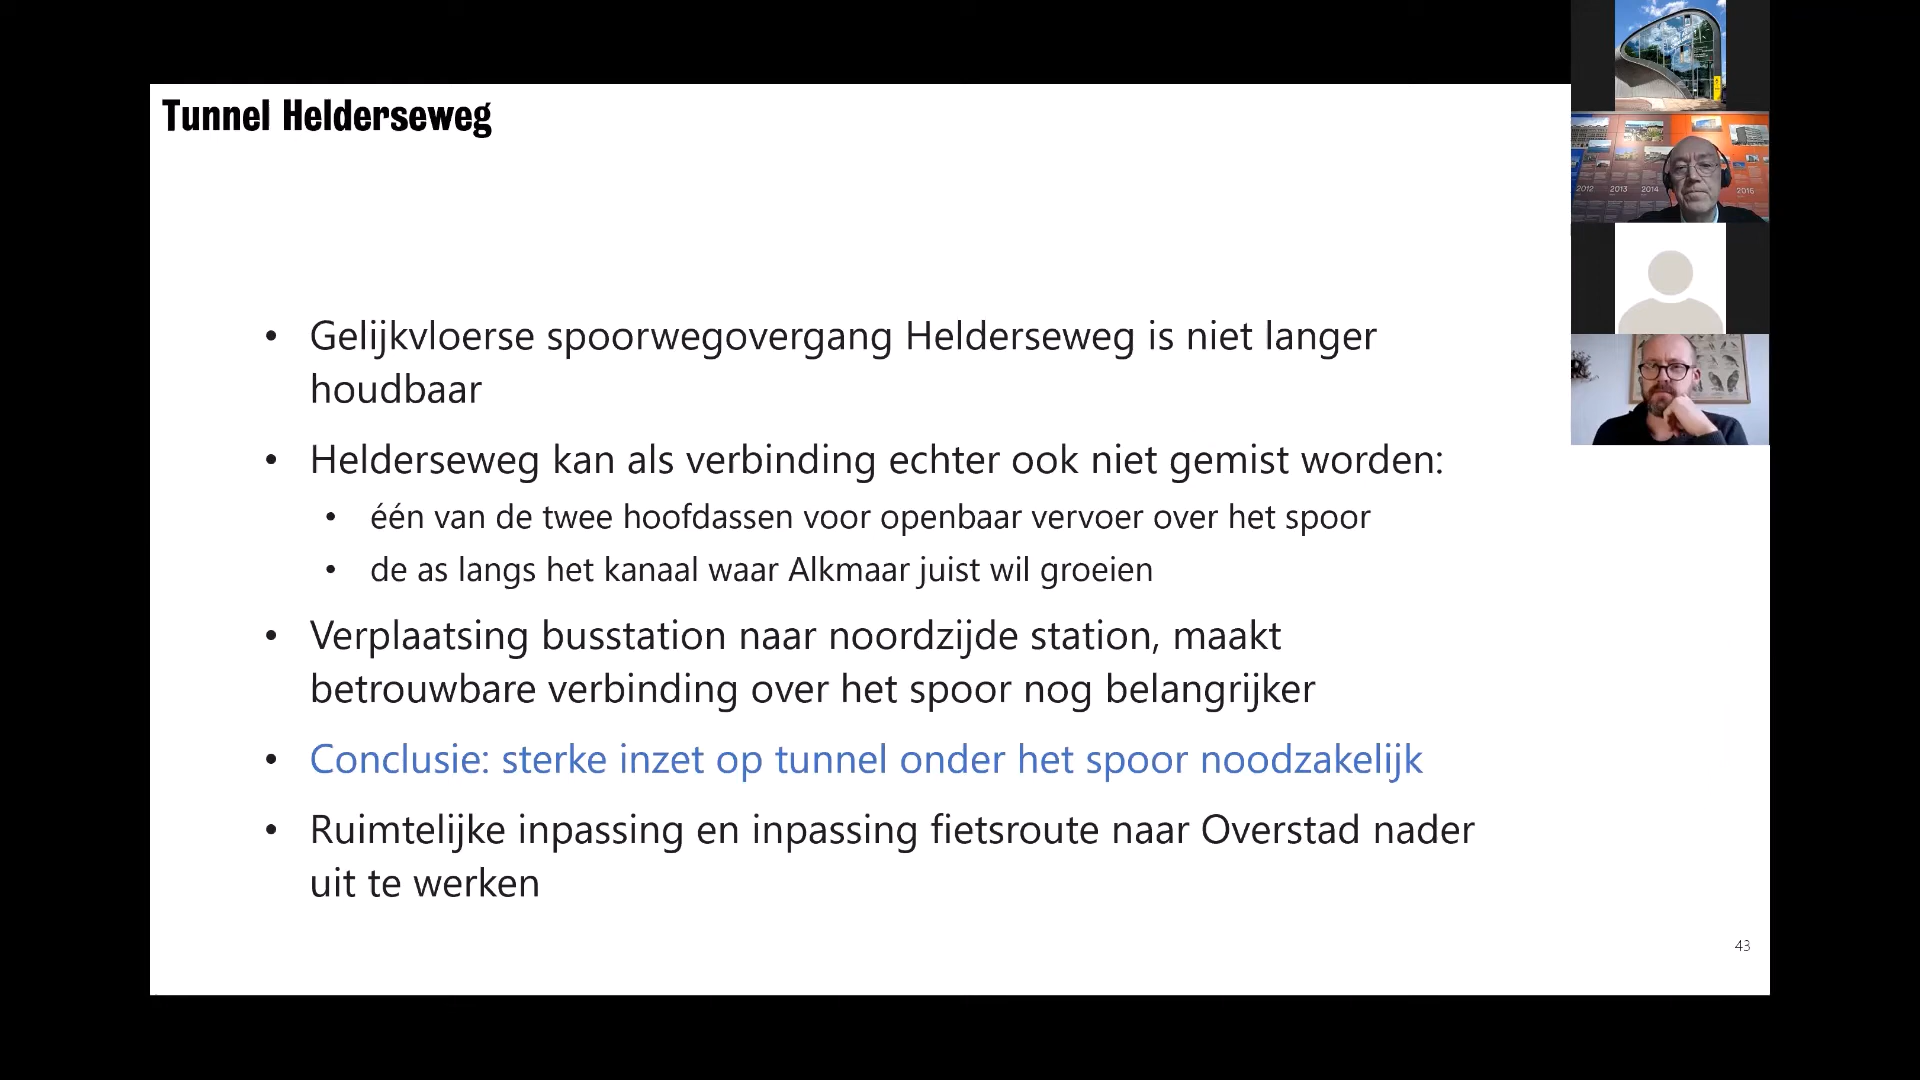 Tunnel Helderseweg
• Gelijkvloerse spoorwegovergang Helderseweg is niet langer
houdbaar
• Helderseweg kan als verbinding echter ook niet gemist worden:
• één van de twee hoofdassen voor openbaar vervoer over het spoor
• de as langs het kanaal waar Alkmaar juist wil groeien
• Verplaatsing busstation naar noordzijde station, maakt
betrouwbare verbinding over het spoor nog belangrijker
• Conclusie: sterke inzet op tunnel onder het spoor noodzakelijk
• Ruimtelijke inpassing en inpassing fietsroute naar Overstad nader
uit te werken
43
2012 2013 2014 2016